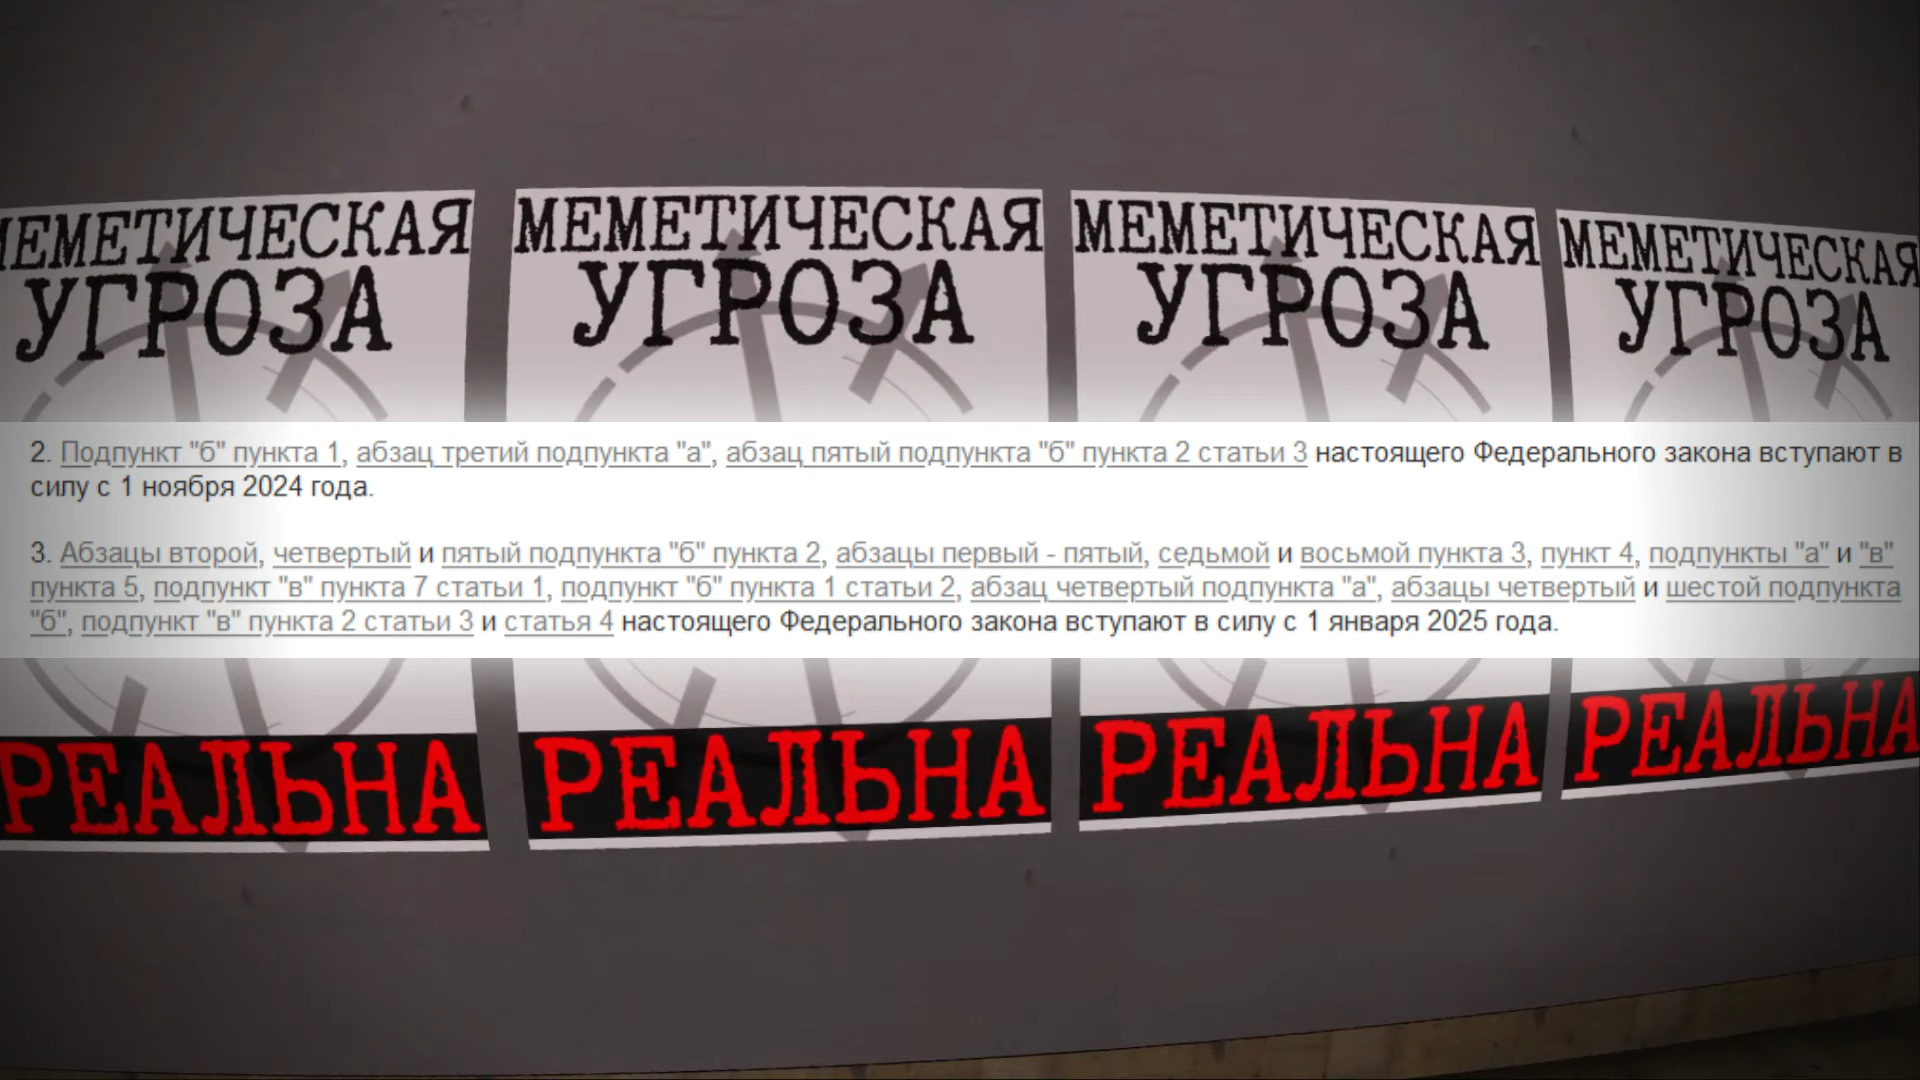 МЕМЕТИЧЕСКАЯ
УГРОЗА
МЕМЕТИЧЕСКАЯ
УГРОЗА
МЕМЕТИЧЕСКАЯ
УГРОЗА
МЕМЕТИЧЕСКАЯ
УГРОЗА
2. Подпункт "б" пункта 1, абзац третий подпункта "а", абзац пятый подпункта "б" пункта 2 статьи 3 настоящего Федерального закона вступают в
силу с 1 ноября 2024 года.
3. Абзацы второй, четвертый и пятый подпункта "б" пункта 2, абзацы первый - пятый, седьмой и восьмой пункта 3, пункт 4, подпункты "а" и "в"
пункта 5, подпункт "в" пункта 7 статьи 1, подпункт "б" пункта 1 статьи 2, абзац четвертый подпункта "а", абзацы четвертый и шестой подпункта
"б", подпункт "в" пункта 2 статьи 3 и статья 4 настоящего Федерального закона вступают в силу с 1 января 2025 года.
РЕАЛЬНА
РЕАЛЬНА
РЕАЛЬНА
РЕАЛЬНА